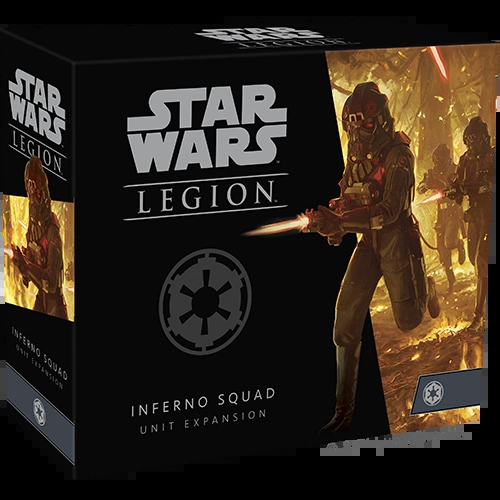 STAR WARS
LEGION
STAR
WARS
LEGION
INFERNO SQUAD
UNIT EXPANSION
INFERNO SQUAD
UNIT EXPANSION